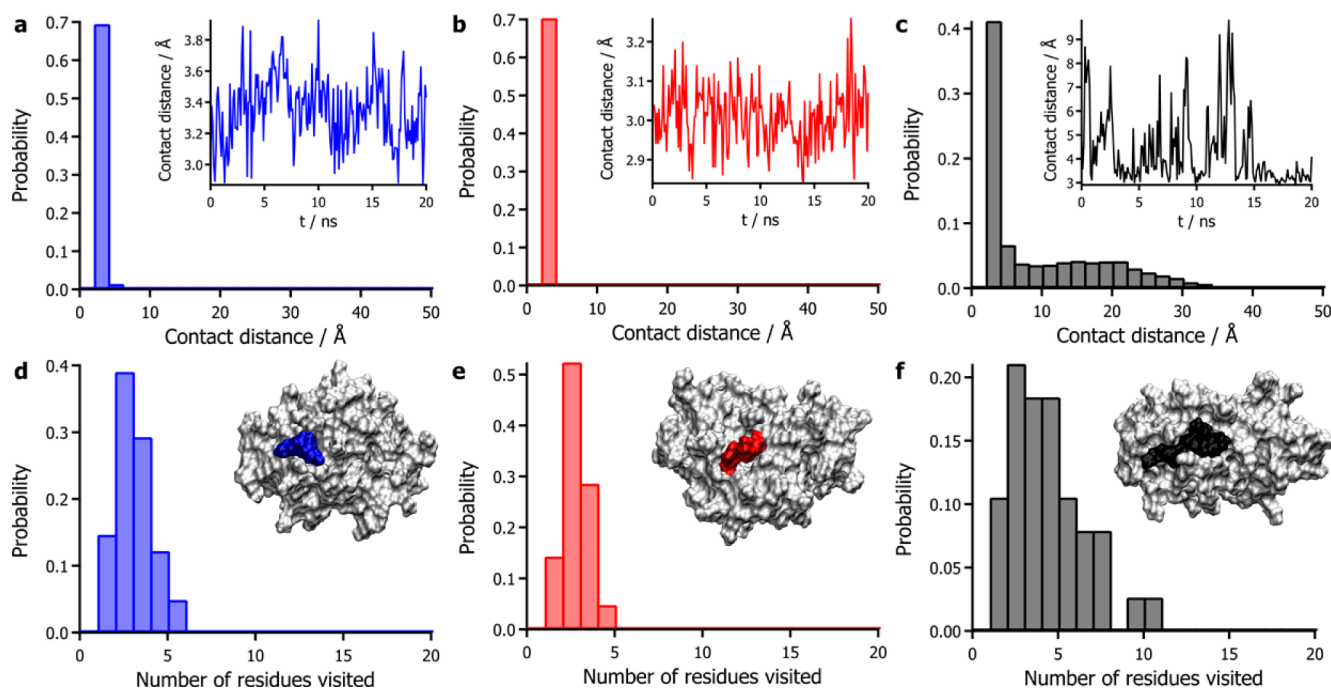 a
0.7
0.6
0.5
0.4
0.3
0.2
0.1
0.0
Probability
0 10 20 30 40 50
Contact distance / Å
3.8
3.6
3.4
3.2
3.0
Contact distance / Å
0 5 10 15 20
t / ns
b
0.7
0.6
0.5
0.4
0.3
0.2
0.1
0.0
Probability
0 10 20 30 40 50
Contact distance / Å
3.2
3.1
3.0
2.9
Contact distance / Å
0 5 10 15 20
t / ns
c
0.4
0.3
0.2
0.1
0.0
Probability
0 10 20 30 40 50
Contact distance / Å
9
8
7
6
5
4
3
Contact distance / Å
0 5 10 15 20
t / ns
d
0.4
0.3
0.2
0.1
0.0
Probability
0 5 10 15 20
Number of residues visited
e
0.5
0.4
0.3
0.2
0.1
0.0
Probability
0 5 10 15 20
Number of residues visited
f
0.20
0.15
0.10
0.05
0.00
Probability
0 5 10 15 20
Number of residues visited